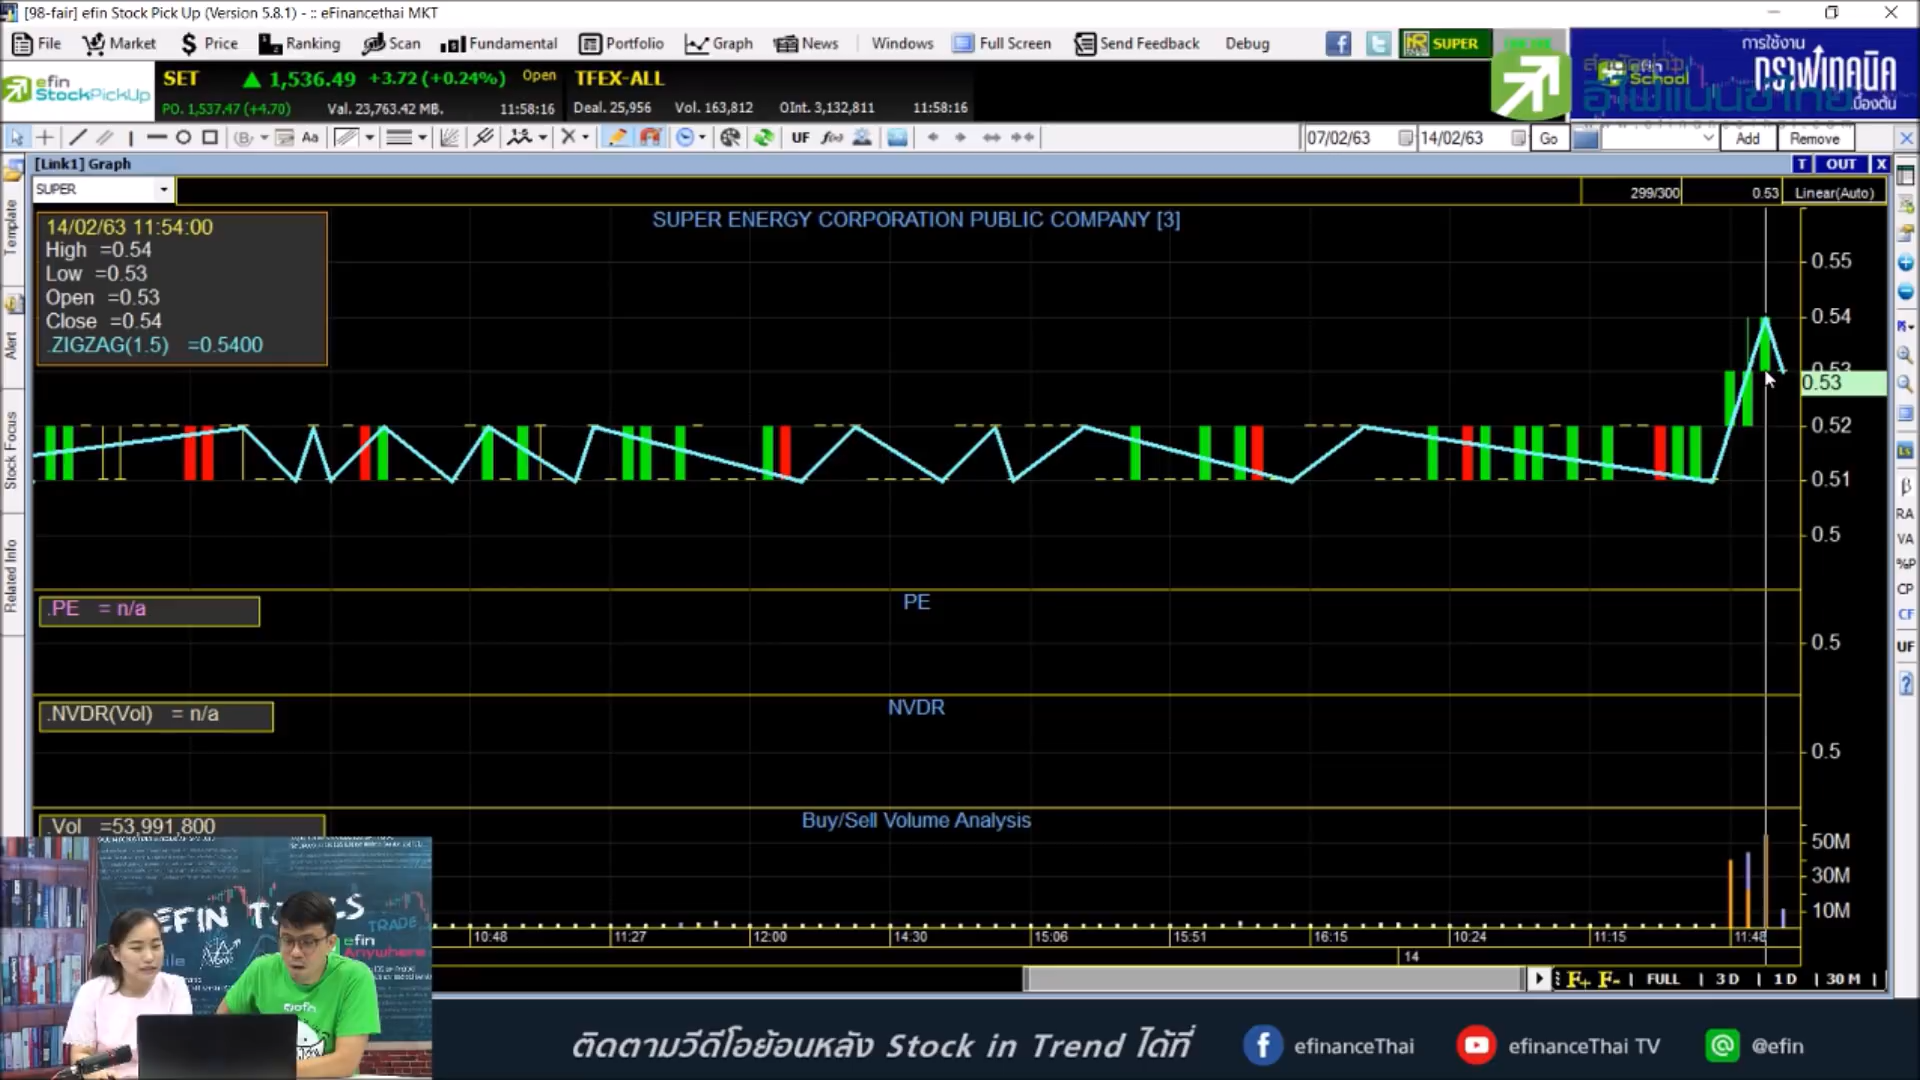 [98-fair] efin Stock Pick Up (Version 5.8.1) - :: eFinancethai MKT
File Market Price Ranking Scan Fundamental Portfolio Graph News Windows Full Screen Send Feedback Debug SUPER
การใช้งาน
กราฟเทคนิค
เบื้องต้น
efin School
efin StockPickUp
SET 1,536.49 +3.72 (+0.24%) Open TFEX-ALL
PO. 1,537.47 (+4.70) Val. 23,763.42 MB. 11:58:16 Deal. 25,956 Vol. 163,812 OInt. 3,132,811 11:58:16
Aa UF f(x) 07/02/63 14/02/63 Go Add Remove
[Link1] Graph T OUT X
SUPER 299/300 0.53 Linear(Auto)
SUPER ENERGY CORPORATION PUBLIC COMPANY [3]
14/02/63 11:54:00
High =0.54
Low =0.53
Open =0.53
Close =0.54
.ZIGZAG(1.5) =0.5400
0.55
0.54
0.53
0.53
0.52
0.51
0.5
Template
Alert
Stock Focus
Related Info
.PE = n/a PE
0.5
.NVDR(Vol) = n/a NVDR
0.5
.Vol =53,991,800 Buy/Sell Volume Analysis
50M
30M
10M
β
RA
VA
%P
CP
CF
UF
10:48 11:27 12:00 14:30 15:06 15:51 16:15 10:24 11:15 11:48
14
F+ F- | FULL | 3 D | 1 D | 30 M |
EFIN T
TRADE
efin
Anywhere
efin
ติดตามวีดีโอย้อนหลัง Stock in Trend ได้ที่ efinanceThai efinanceThai TV @efin